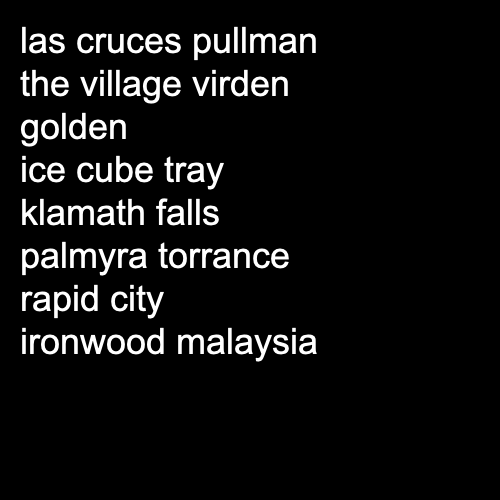 las cruces pullman
the village virden
golden
ice cube tray
klamath falls
palmyra torrance
rapid city
ironwood malaysia